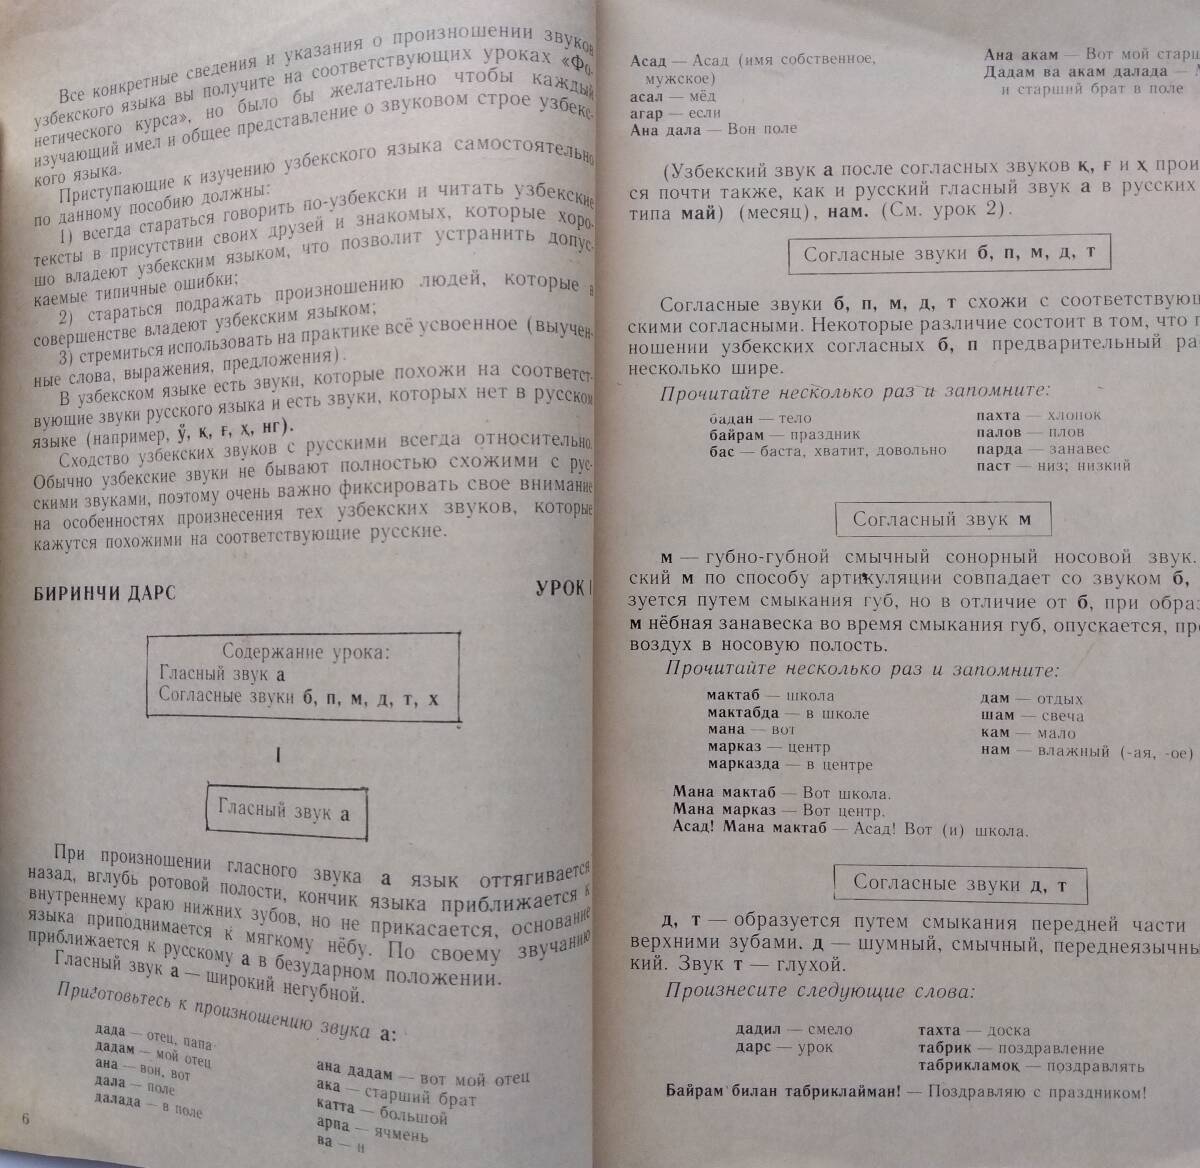 Все конкретные сведения и указания о произношении звуков
узбекского языка вы получите на соответствующих уроках «Фо-
нетического курса», но было бы желательно чтобы каждый
изучающий имел и общее представление о звуковом строе узбекс-
кого языка.
Приступающие к изучению узбекского языка самостоятельно
по данному пособию должны:
1) всегда стараться говорить по-узбекски и читать узбекские
тексты в присутствии своих друзей и знакомых, которые хоро-
шо владеют узбекским языком, что позволит устранить допус-
каемые типичные ошибки;
2) стараться подражать произношению людей, которые в
совершенстве владеют узбекским языком;
3) стремиться использовать на практике всё усвоенное (выучен-
ные слова, выражения, предложения).
В узбекском языке есть звуки, которые похожи на соответст-
вующие звуки русского языка и есть звуки, которых нет в русском
языке (например, ў, қ, ғ, ҳ, нг).
Сходство узбекских звуков с русскими всегда относительно.
Обычно узбекские звуки не бывают полностью схожими с рус-
скими звуками, поэтому очень важно фиксировать свое внимание
на особенностях произнесения тех узбекских звуков, которые
кажутся похожими на соответствующие русские.
БИРИНЧИ ДАРС УРОК I
Содержание урока:
Гласный звук а
Согласные звуки б, п, м, д, т, х
I
Гласный звук а
При произношении гласного звука а язык оттягивается
назад, вглубь ротовой полости, кончик языка приближается к
внутреннему краю нижних зубов, но не прикасается, основание
языка приподнимается к мягкому нёбу. По своему звучанию
приближается к русскому а в безударном положении.
Гласный звук а — широкий негубной.
Приготовьтесь к произношению звука а:
дада — отец, папа
дадам — мой отец
ана — вон, вот
дала — поле
далада — в поле
ана дадам — вот мой отец
ака — старший брат
катта — большой
арпа — ячмень
ва — и
6
Асад — Асад (имя собственное,
мужское)
асал — мёд
агар — если
Ана дала — Вон поле
Ана акам — Вот мой старш
Дадам ва акам далада —
и старший брат в поле
(Узбекский звук а после согласных звуков қ, ғ и ҳ прои
ся почти также, как и русский гласный звук а в русских
типа май) (месяц), нам. (См. урок 2).
Согласные звуки б, п, м, д, т
Согласные звуки б, п, м, д, т схожи с соответствующ
скими согласными. Некоторые различие состоит в том, что п
ношении узбекских согласных б, п предварительный ра
несколько шире.
Прочитайте несколько раз и запомните:
бадан — тело
байрам — праздник
бас — баста, хватит, довольно
пахта — хлопок
палов — плов
парда — занавес
паст — низ; низкий
Согласный звук м
м — губно-губной смычный сонорный носовой звук.
ский м по способу артикуляции совпадает со звуком б,
зуется путем смыкания губ, но в отличие от б, при образ
м нёбная занавеска во время смыкания губ, опускается, про
воздух в носовую полость.
Прочитайте несколько раз и запомните:
мактаб — школа
мактабда — в школе
мана — вот
марказ — центр
марказда — в центре
дам — отдых
шам — свеча
кам — мало
нам — влажный (-ая, -ое)
Мана мактаб — Вот школа.
Мана марказ — Вот центр.
Асад! Мана мактаб — Асад! Вот (и) школа.
Согласные звуки д, т
д, т — образуется путем смыкания передней части
верхними зубами. д — шумный, смычный, переднеязычны
кий. Звук т — глухой.
Произнесите следующие слова:
дадил — смело
дарс — урок
тахта — доска
табрик — поздравление
табрикламоқ — поздравлять
Байрам билан табриклайман! — Поздравляю с праздником!